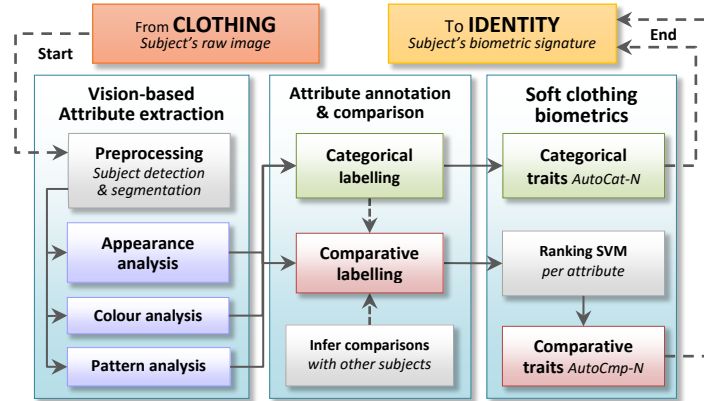 From CLOTHING
Subject's raw image
To IDENTITY
Subject's biometric signature
Start
End
Vision-based
Attribute extraction
Preprocessing
Subject detection
& segmentation
Appearance
analysis
Colour analysis
Pattern analysis
Attribute annotation
& comparison
Categorical
labelling
Comparative
labelling
Infer comparisons
with other subjects
Soft clothing
biometrics
Categorical
traits AutoCat-N
Ranking SVM
per attribute
Comparative
traits AutoCmp-N